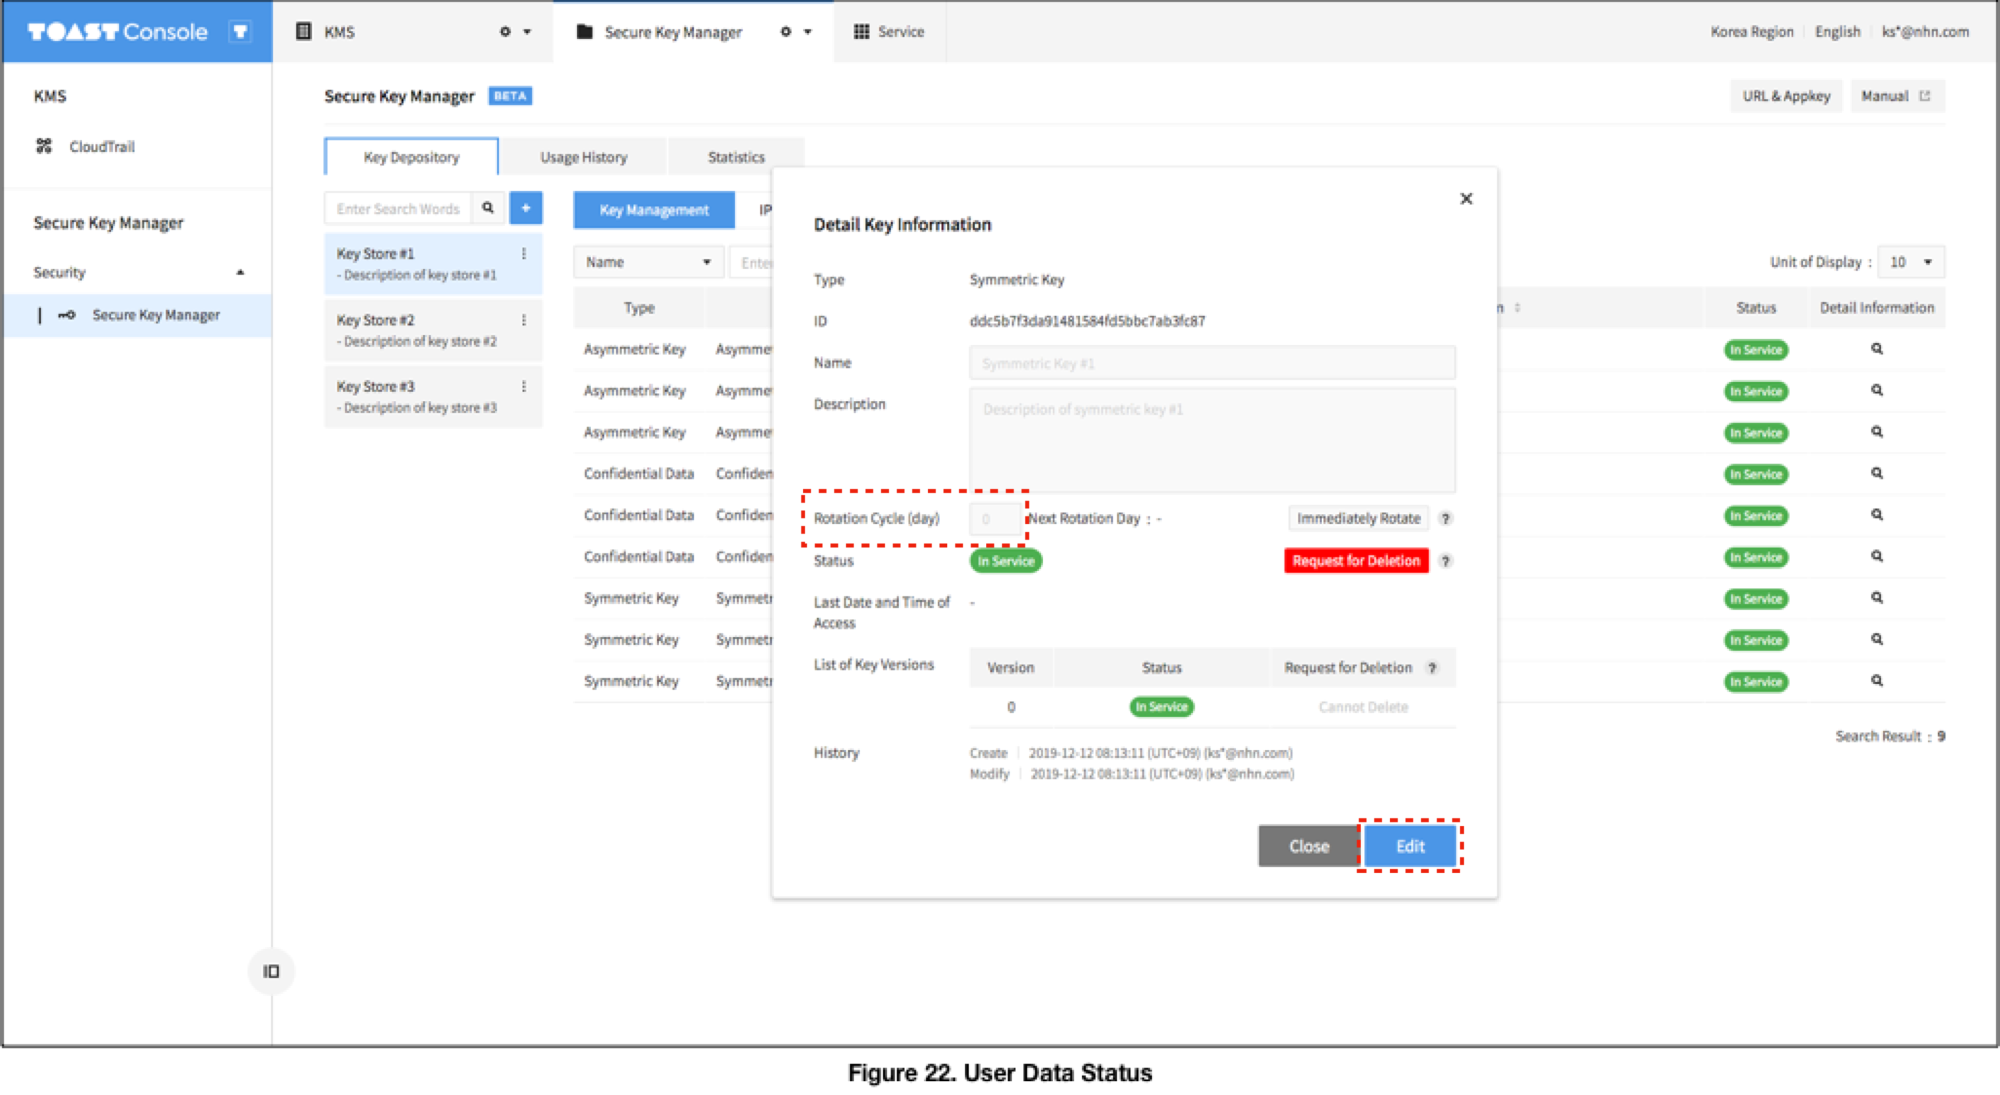 TOAST Console
KMS
Secure Key Manager
Service
Korea Region
English
ks*@nhn.com
KMS
CloudTrail
Secure Key Manager
Security
Secure Key Manager
Secure Key Manager BETA
URL & Appkey
Manual
Key Depository
Usage History
Statistics
Enter Search Words
+
Key Store #1
- Description of key store #1
Key Store #2
- Description of key store #2
Key Store #3
- Description of key store #3
Key Management
IP
Name
Unit of Display : 10
Type
Status
Detail Information
Asymmetric Key
In Service
Asymmetric Key
In Service
Asymmetric Key
In Service
Confidential Data
In Service
Confidential Data
In Service
Confidential Data
In Service
Symmetric Key
In Service
Symmetric Key
In Service
Symmetric Key
In Service
Search Result : 9
Detail Key Information
Type
Symmetric Key
ID
ddc5b7f3da91481584fd5bbc7ab3fc87
Name
Symmetric Key #1
Description
Description of symmetric key #1
Rotation Cycle (day)
0
Next Rotation Day : -
Immediately Rotate ?
Status
In Service
Request for Deletion ?
Last Date and Time of
Access
-
List of Key Versions
Version
Status
Request for Deletion ?
0
In Service
Cannot Delete
History
Create | 2019-12-12 08:13:11 (UTC+09) (ks*@nhn.com)
Modify | 2019-12-12 08:13:11 (UTC+09) (ks*@nhn.com)
Close
Edit
Figure 22. User Data Status